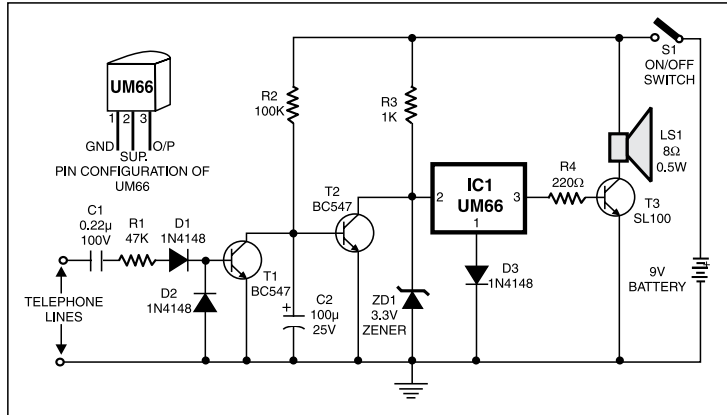 UM66
1 2 3
GND
O/P
SUP.
PIN CONFIGURATION OF
UM66
C1
0.22µ
100V
R1
47K
D1
1N4148
D2
1N4148
TELEPHONE
LINES
T1
BC547
R2
100K
C2
+
100µ
25V
T2
BC547
R3
1K
ZD1
3.3V
ZENER
2
IC1
UM66
3
1
D3
1N4148
R4
220Ω
T3
SL100
LS1
8Ω
0.5W
S1
ON/OFF
SWITCH
9V
BATTERY
+